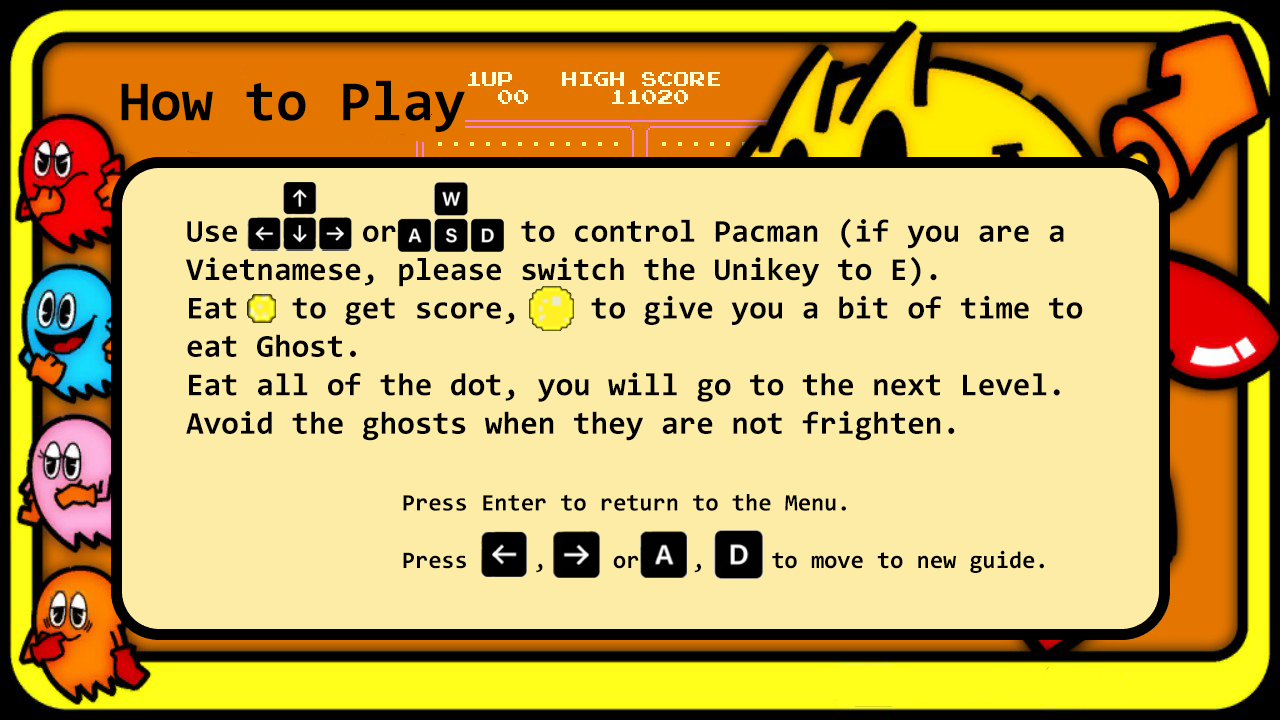 How to Play
1UP HIGH SCORE
00 11020
Use ↑ ← ↓ → or W A S D to control Pacman (if you are a
Vietnamese, please switch the Unikey to E).
Eat to get score, to give you a bit of time to
eat Ghost.
Eat all of the dot, you will go to the next Level.
Avoid the ghosts when they are not frighten.
Press Enter to return to the Menu.
Press ← , → or A , D to move to new guide.